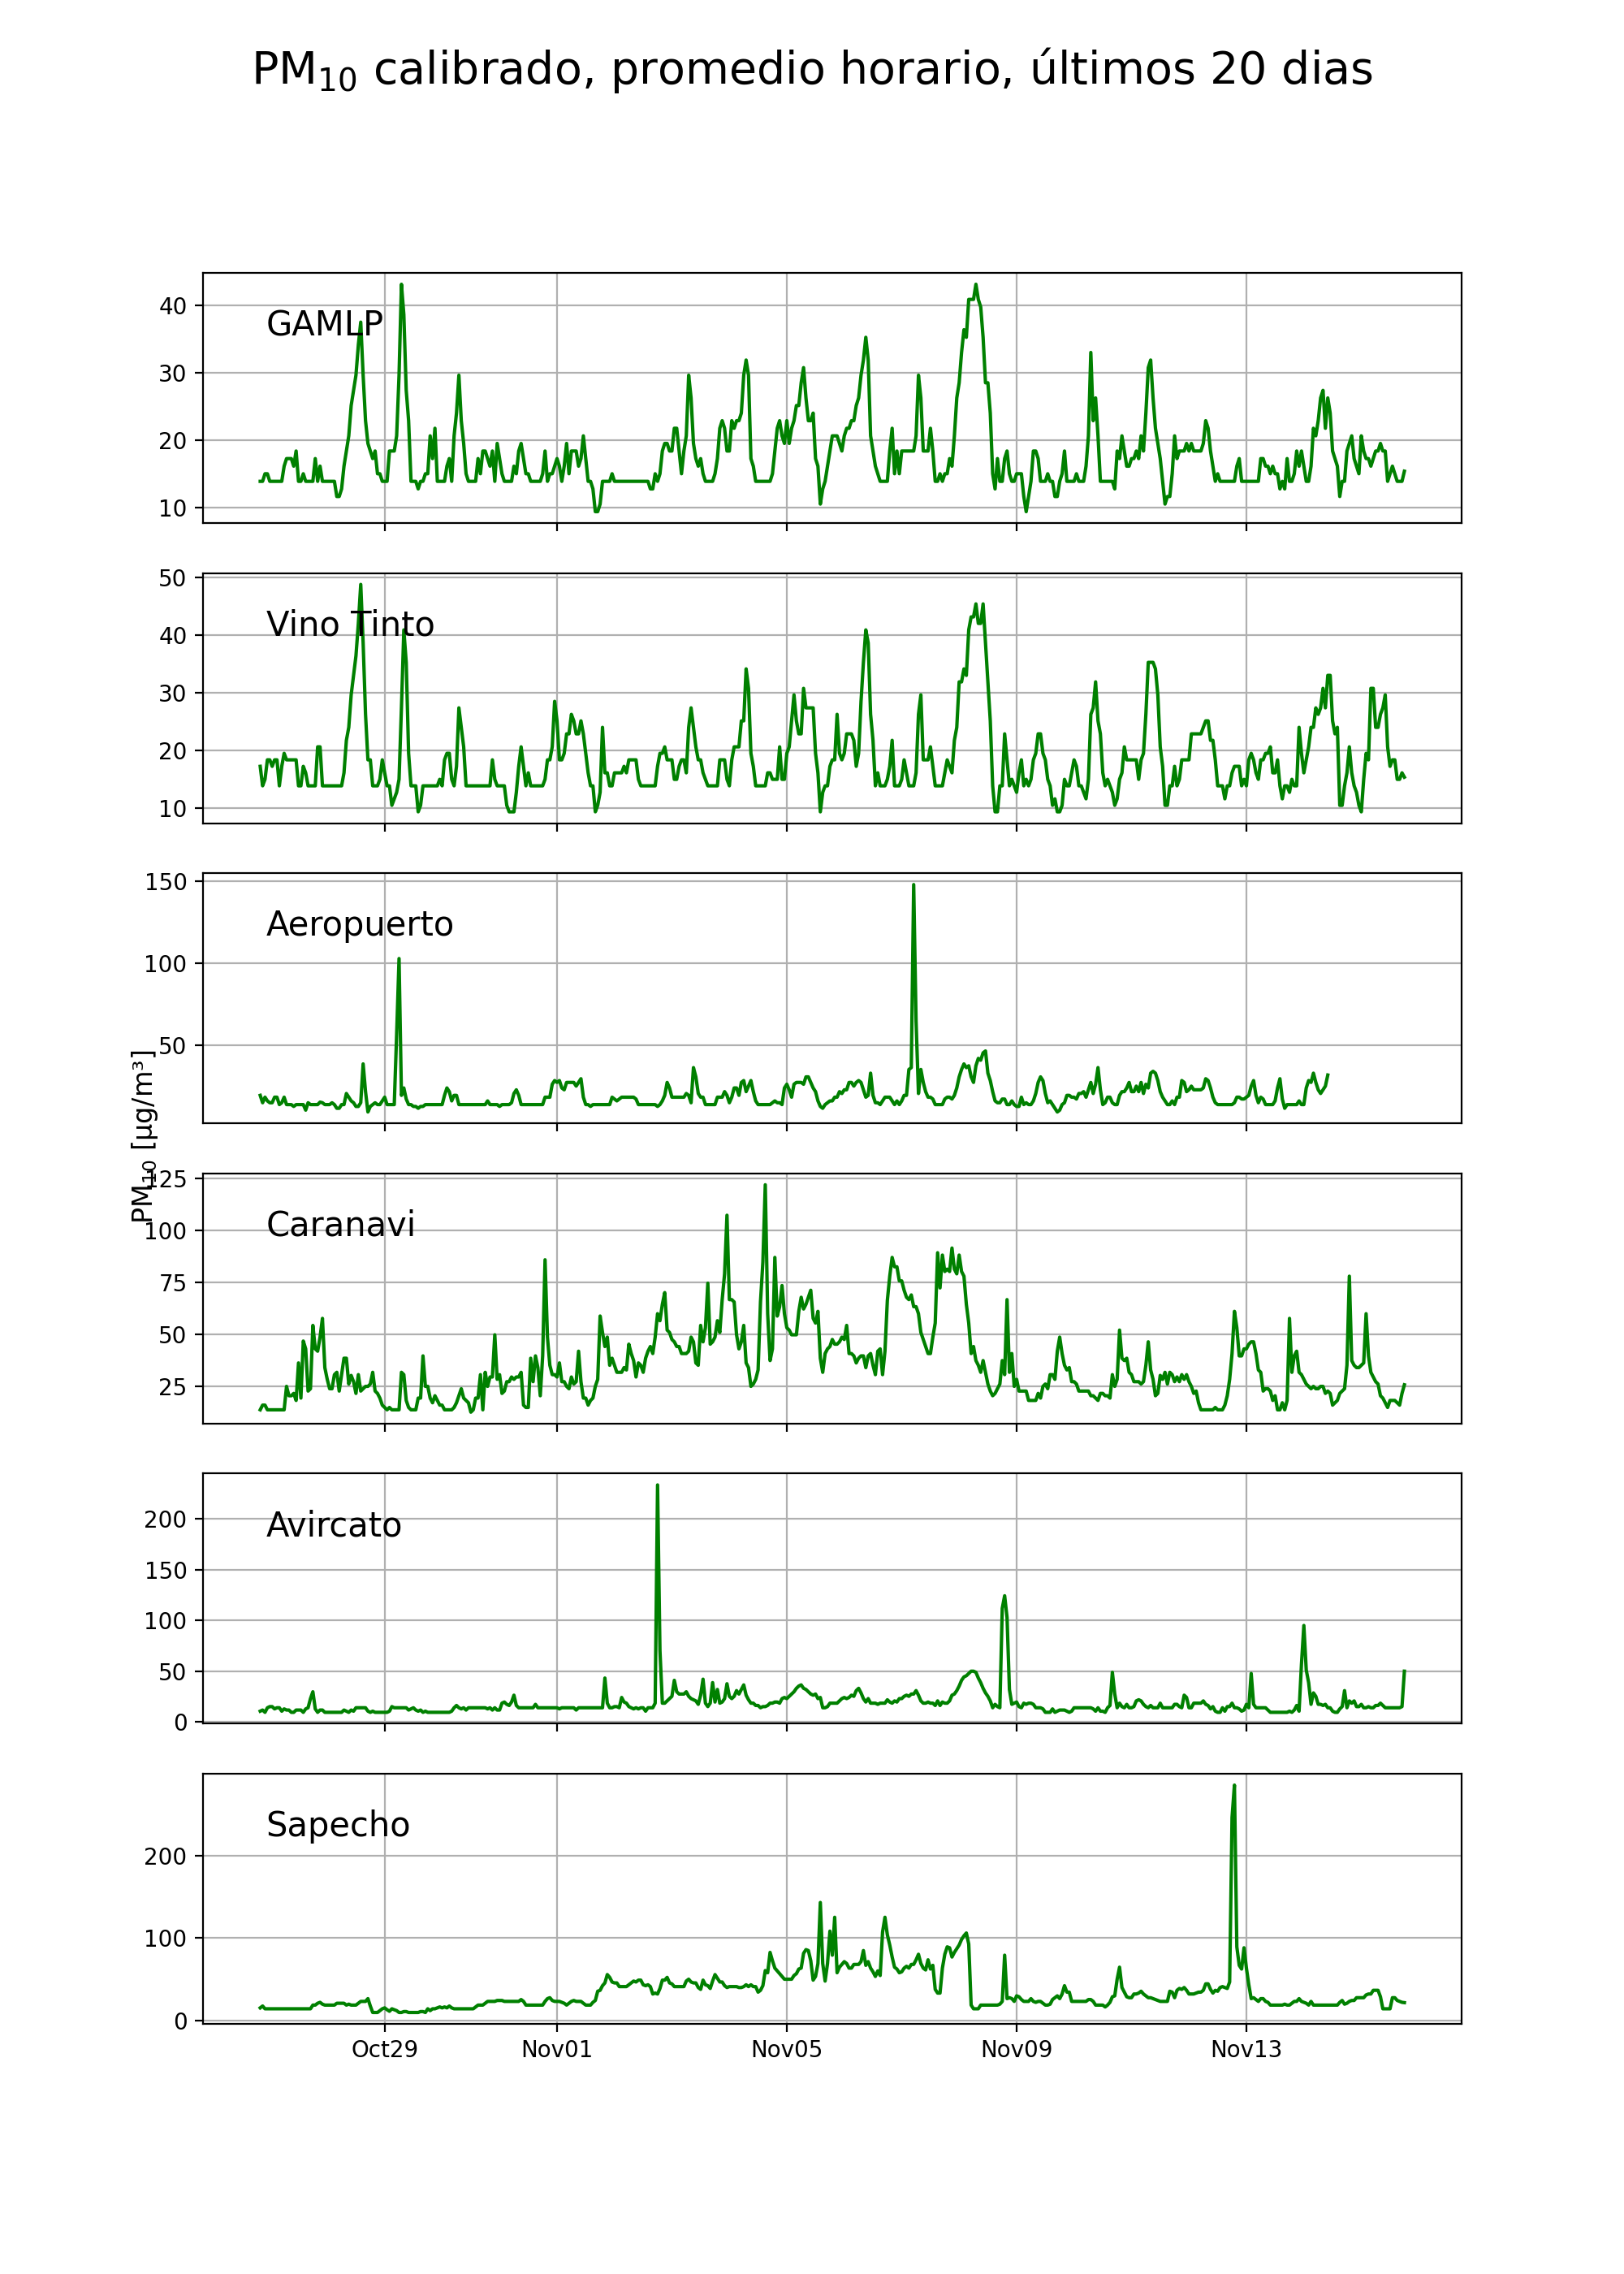 PM₁₀ calibrado, promedio horario, últimos 20 dias
40
30
20
10
GAMLP
50
40
30
20
10
Vino Tinto
150
100
50
Aeropuerto
PM₁₀ [µg/m³]
125
100
75
50
25
Caranavi
200
150
100
50
0
Avircato
200
100
0
Sapecho
Oct29 Nov01 Nov05 Nov09 Nov13